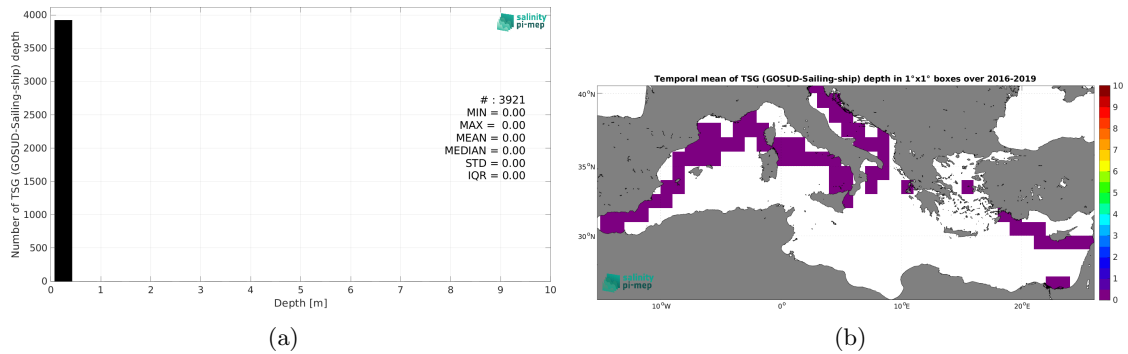 4000
3500
3000
2500
2000
1500
1000
500
0
Number of TSG (GOSUD-Sailing-ship) depth
salinity
pi-mep
# : 3921
MIN = 0.00
MAX = 0.00
MEAN = 0.00
MEDIAN = 0.00
STD = 0.00
IQR = 0.00
0 1 2 3 4 5 6 7 8 9 10
Depth [m]
(a)
Temporal mean of TSG (GOSUD-Sailing-ship) depth in 1°x1° boxes over 2016-2019
40°N
35°N
30°N
10°W 0° 10°E 20°E
salinity
pi-mep
10
9
8
7
6
5
4
3
2
1
0
(b)